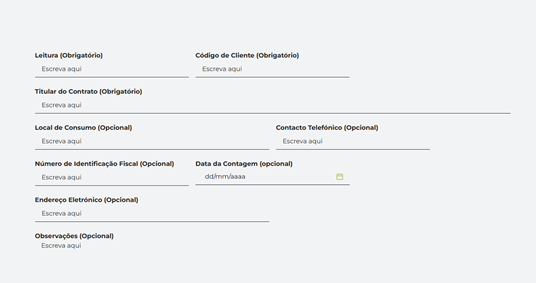 Leitura (Obrigatório) Código de Cliente (Obrigatório)
Escreva aqui Escreva aqui
Titular do Contrato (Obrigatório)
Escreva aqui
Local de Consumo (Opcional) Contacto Telefónico (Opcional)
Escreva aqui Escreva aqui
Número de Identificação Fiscal (Opcional) Data da Contagem (opcional)
Escreva aqui dd/mm/aaaa
Endereço Eletrónico (Opcional)
Escreva aqui
Observações (Opcional)
Escreva aqui